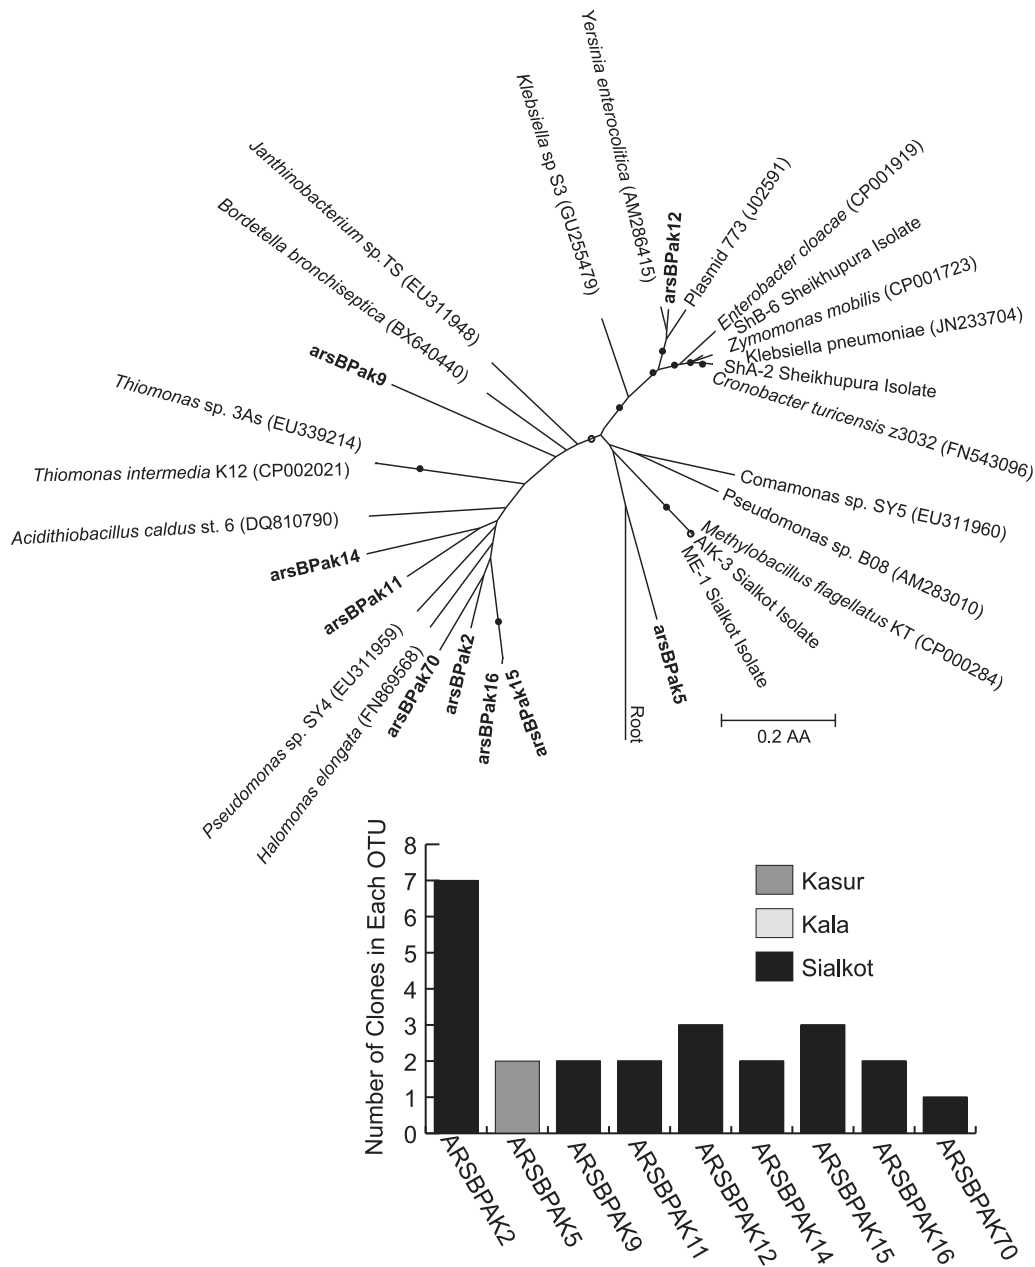 Yersinia enterocolitica (AM286415)
Klebsiella sp S3 (GU255479)
Janthinobacterium sp.TS (EU311948)
Bordetella bronchiseptica (BX640440)
arsBPak9
Thiomonas sp. 3As (EU339214)
Thiomonas intermedia K12 (CP002021)
Acidithiobacillus caldus st. 6 (DQ810790)
arsBPak14
arsBPak11
Pseudomonas sp. SY4 (EU311959)
Halomonas elongata (FN869568)
arsBPak70
arsBPak2
arsBPak16
arsBPak15
arsBPak12
Plasmid 773 (J02591)
Enterobacter cloacae (CP001919)
ShB-6 Sheikhupura Isolate
Zymomonas mobilis (CP001723)
Klebsiella pneumoniae (JN233704)
ShA-2 Sheikhupura Isolate
Cronobacter turicensis z3032 (FN543096)
Comamonas sp. SY5 (EU311960)
Pseudomonas sp. B08 (AM283010)
Methylobacillus flagellatus KT (CP000284)
AIK-3 Sialkot Isolate
ME-1 Sialkot Isolate
arsBPak5
Root
0.2 AA
Number of Clones in Each OTU
8
7
6
5
4
3
2
1
0
Kasur
Kala
Sialkot
ARSBPAK2
ARSBPAK5
ARSBPAK9
ARSBPAK11
ARSBPAK12
ARSBPAK14
ARSBPAK15
ARSBPAK16
ARSBPAK70